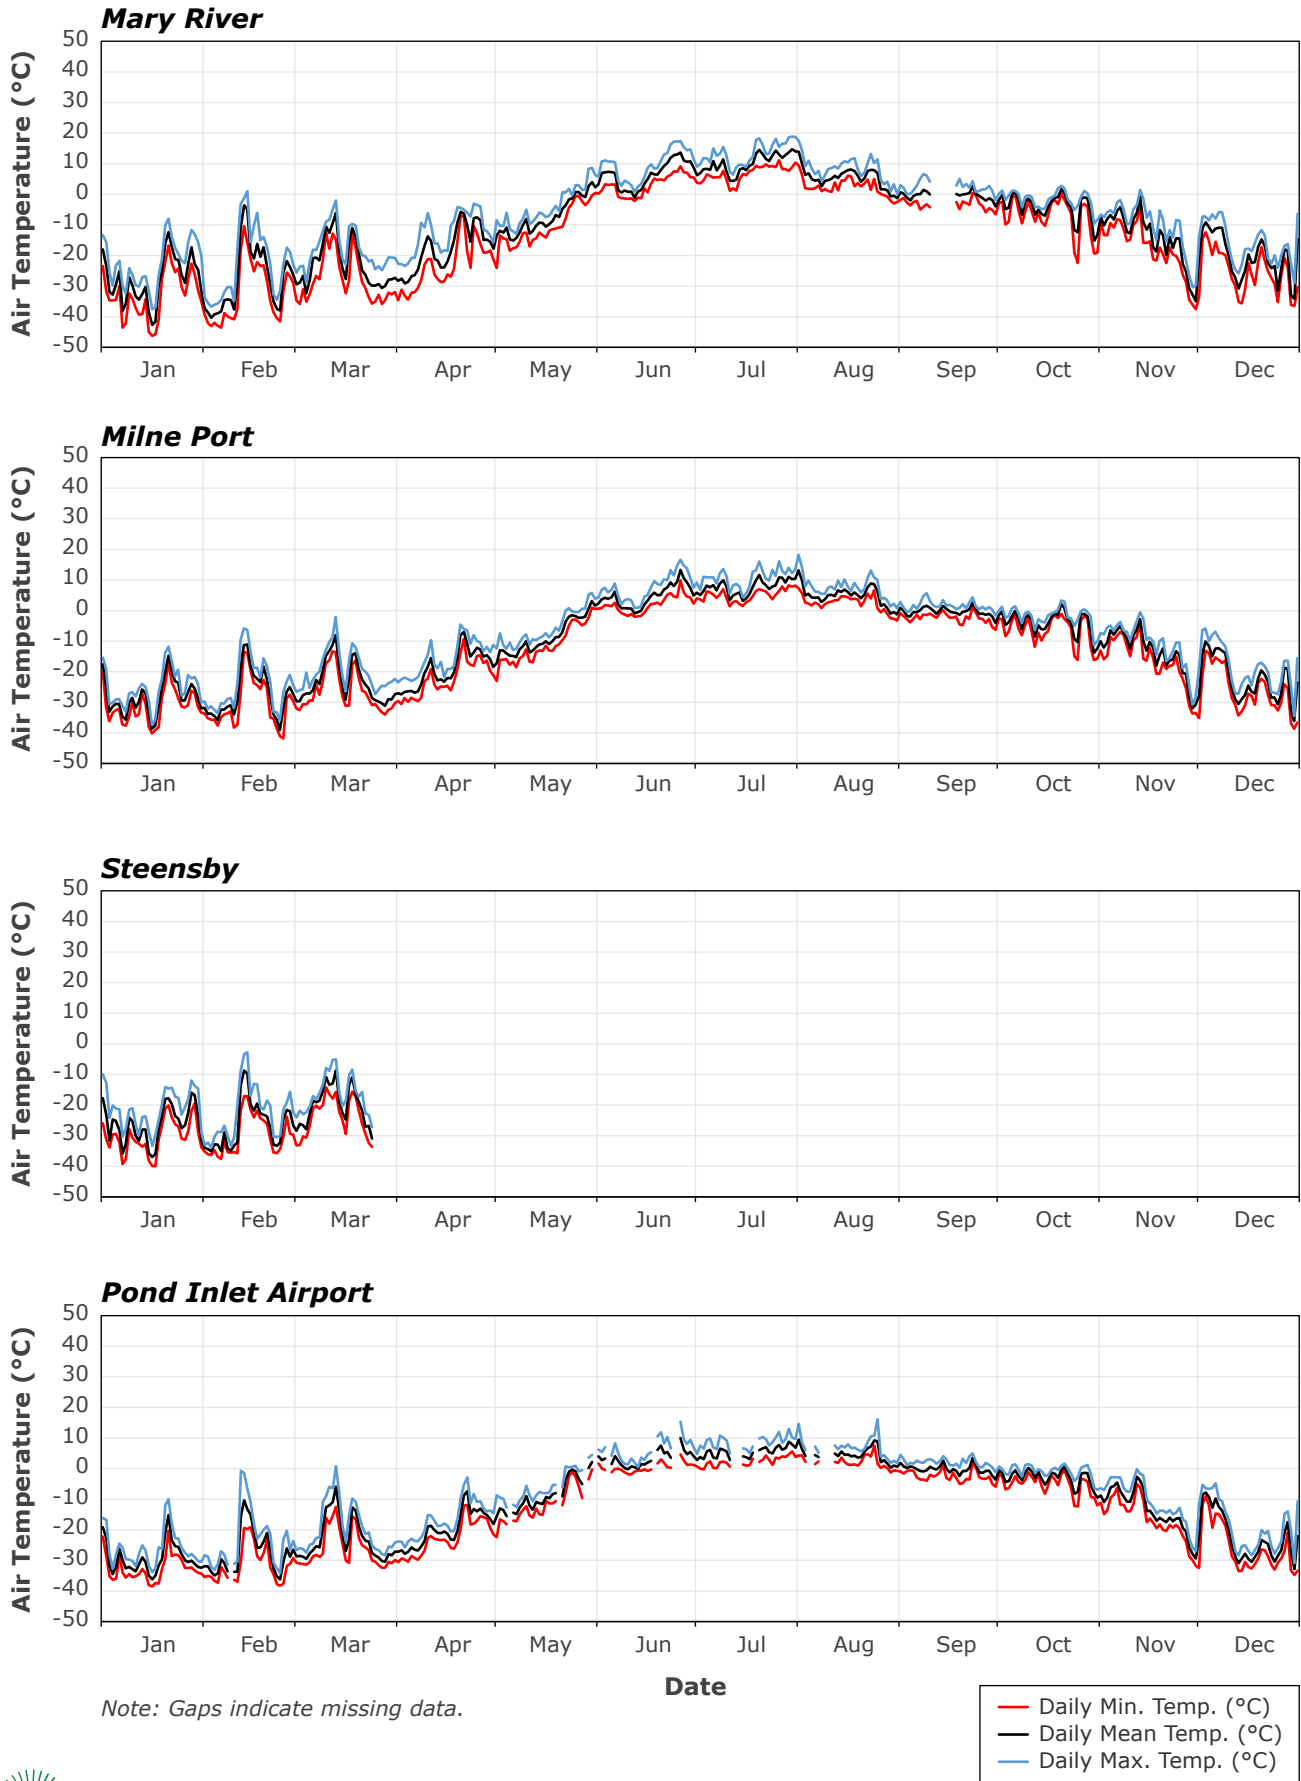 Mary River
Air Temperature (°C)
50
40
30
20
10
0
-10
-20
-30
-40
-50
Jan Feb Mar Apr May Jun Jul Aug Sep Oct Nov Dec
Milne Port
Air Temperature (°C)
50
40
30
20
10
0
-10
-20
-30
-40
-50
Jan Feb Mar Apr May Jun Jul Aug Sep Oct Nov Dec
Steensby
Air Temperature (°C)
50
40
30
20
10
0
-10
-20
-30
-40
-50
Jan Feb Mar Apr May Jun Jul Aug Sep Oct Nov Dec
Pond Inlet Airport
Air Temperature (°C)
50
40
30
20
10
0
-10
-20
-30
-40
-50
Jan Feb Mar Apr May Jun Jul Aug Sep Oct Nov Dec
Date
Note: Gaps indicate missing data.
Daily Min. Temp. (°C)
Daily Mean Temp. (°C)
Daily Max. Temp. (°C)